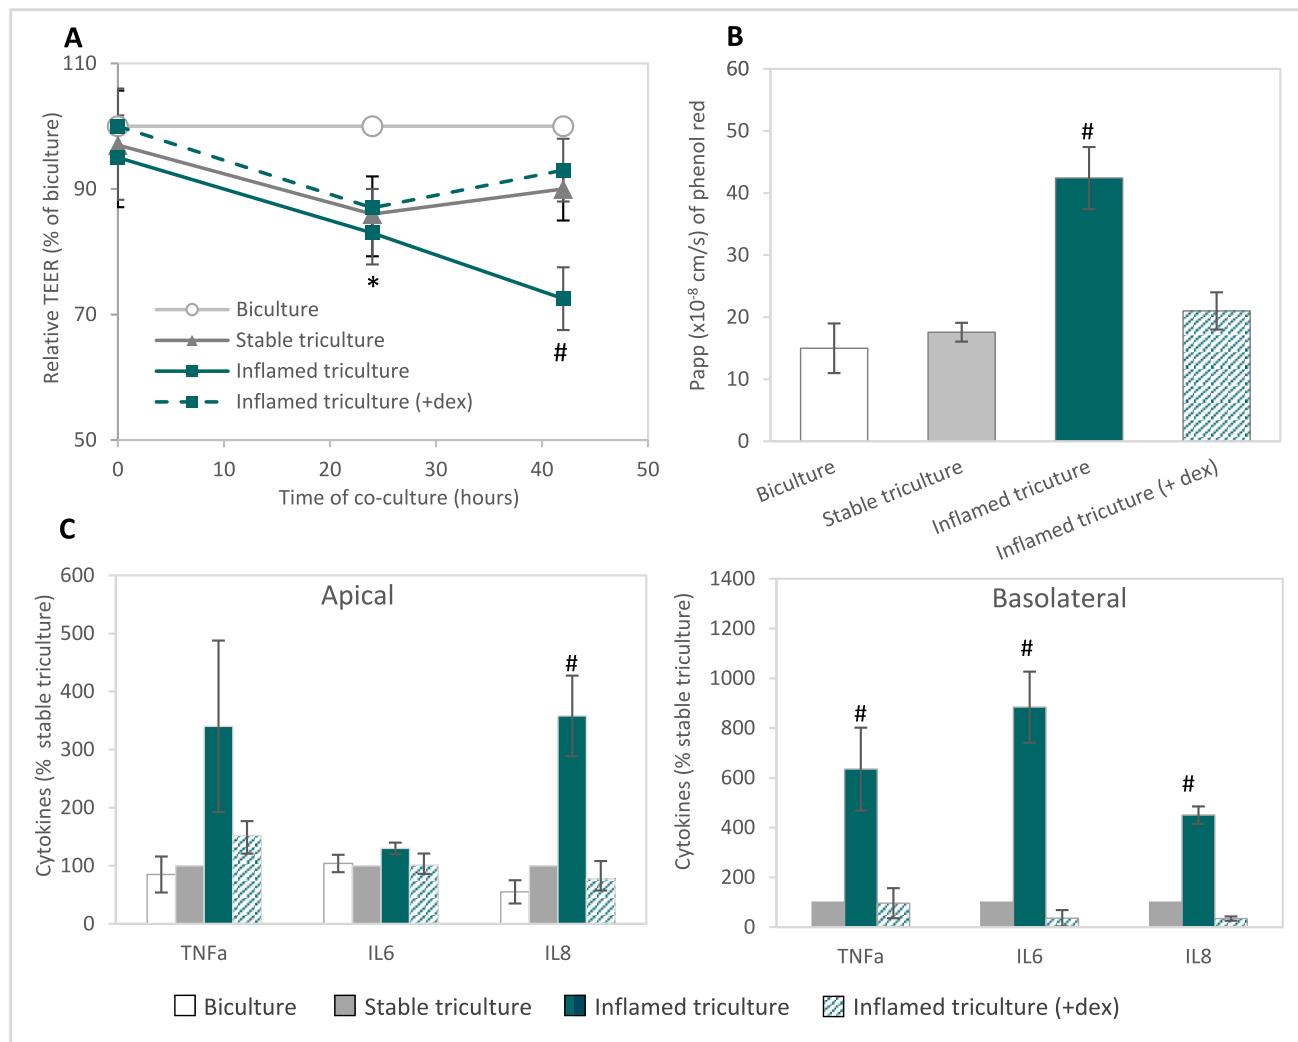 A
110
90
70
50
Relative TEER (% of biculture)
Biculture
Stable triculture
Inflamed triculture
Inflamed triculture (+dex)
*
#
0 10 20 30 40 50
Time of co-culture (hours)
B
60
50
40
30
20
10
0
Papp (x10⁻⁸ cm/s) of phenol red
#
Biculture
Stable triculture
Inflamed tricuture
Inflamed tricuture (+ dex)
C
600
500
400
300
200
100
0
Cytokines (% stable triculture)
Apical
#
TNFa IL6 IL8
1400
1200
1000
800
600
400
200
0
Cytokines (% stable triculture)
Basolateral
#
#
#
TNFa IL6 IL8
Biculture Stable triculture Inflamed triculture Inflamed triculture (+dex)